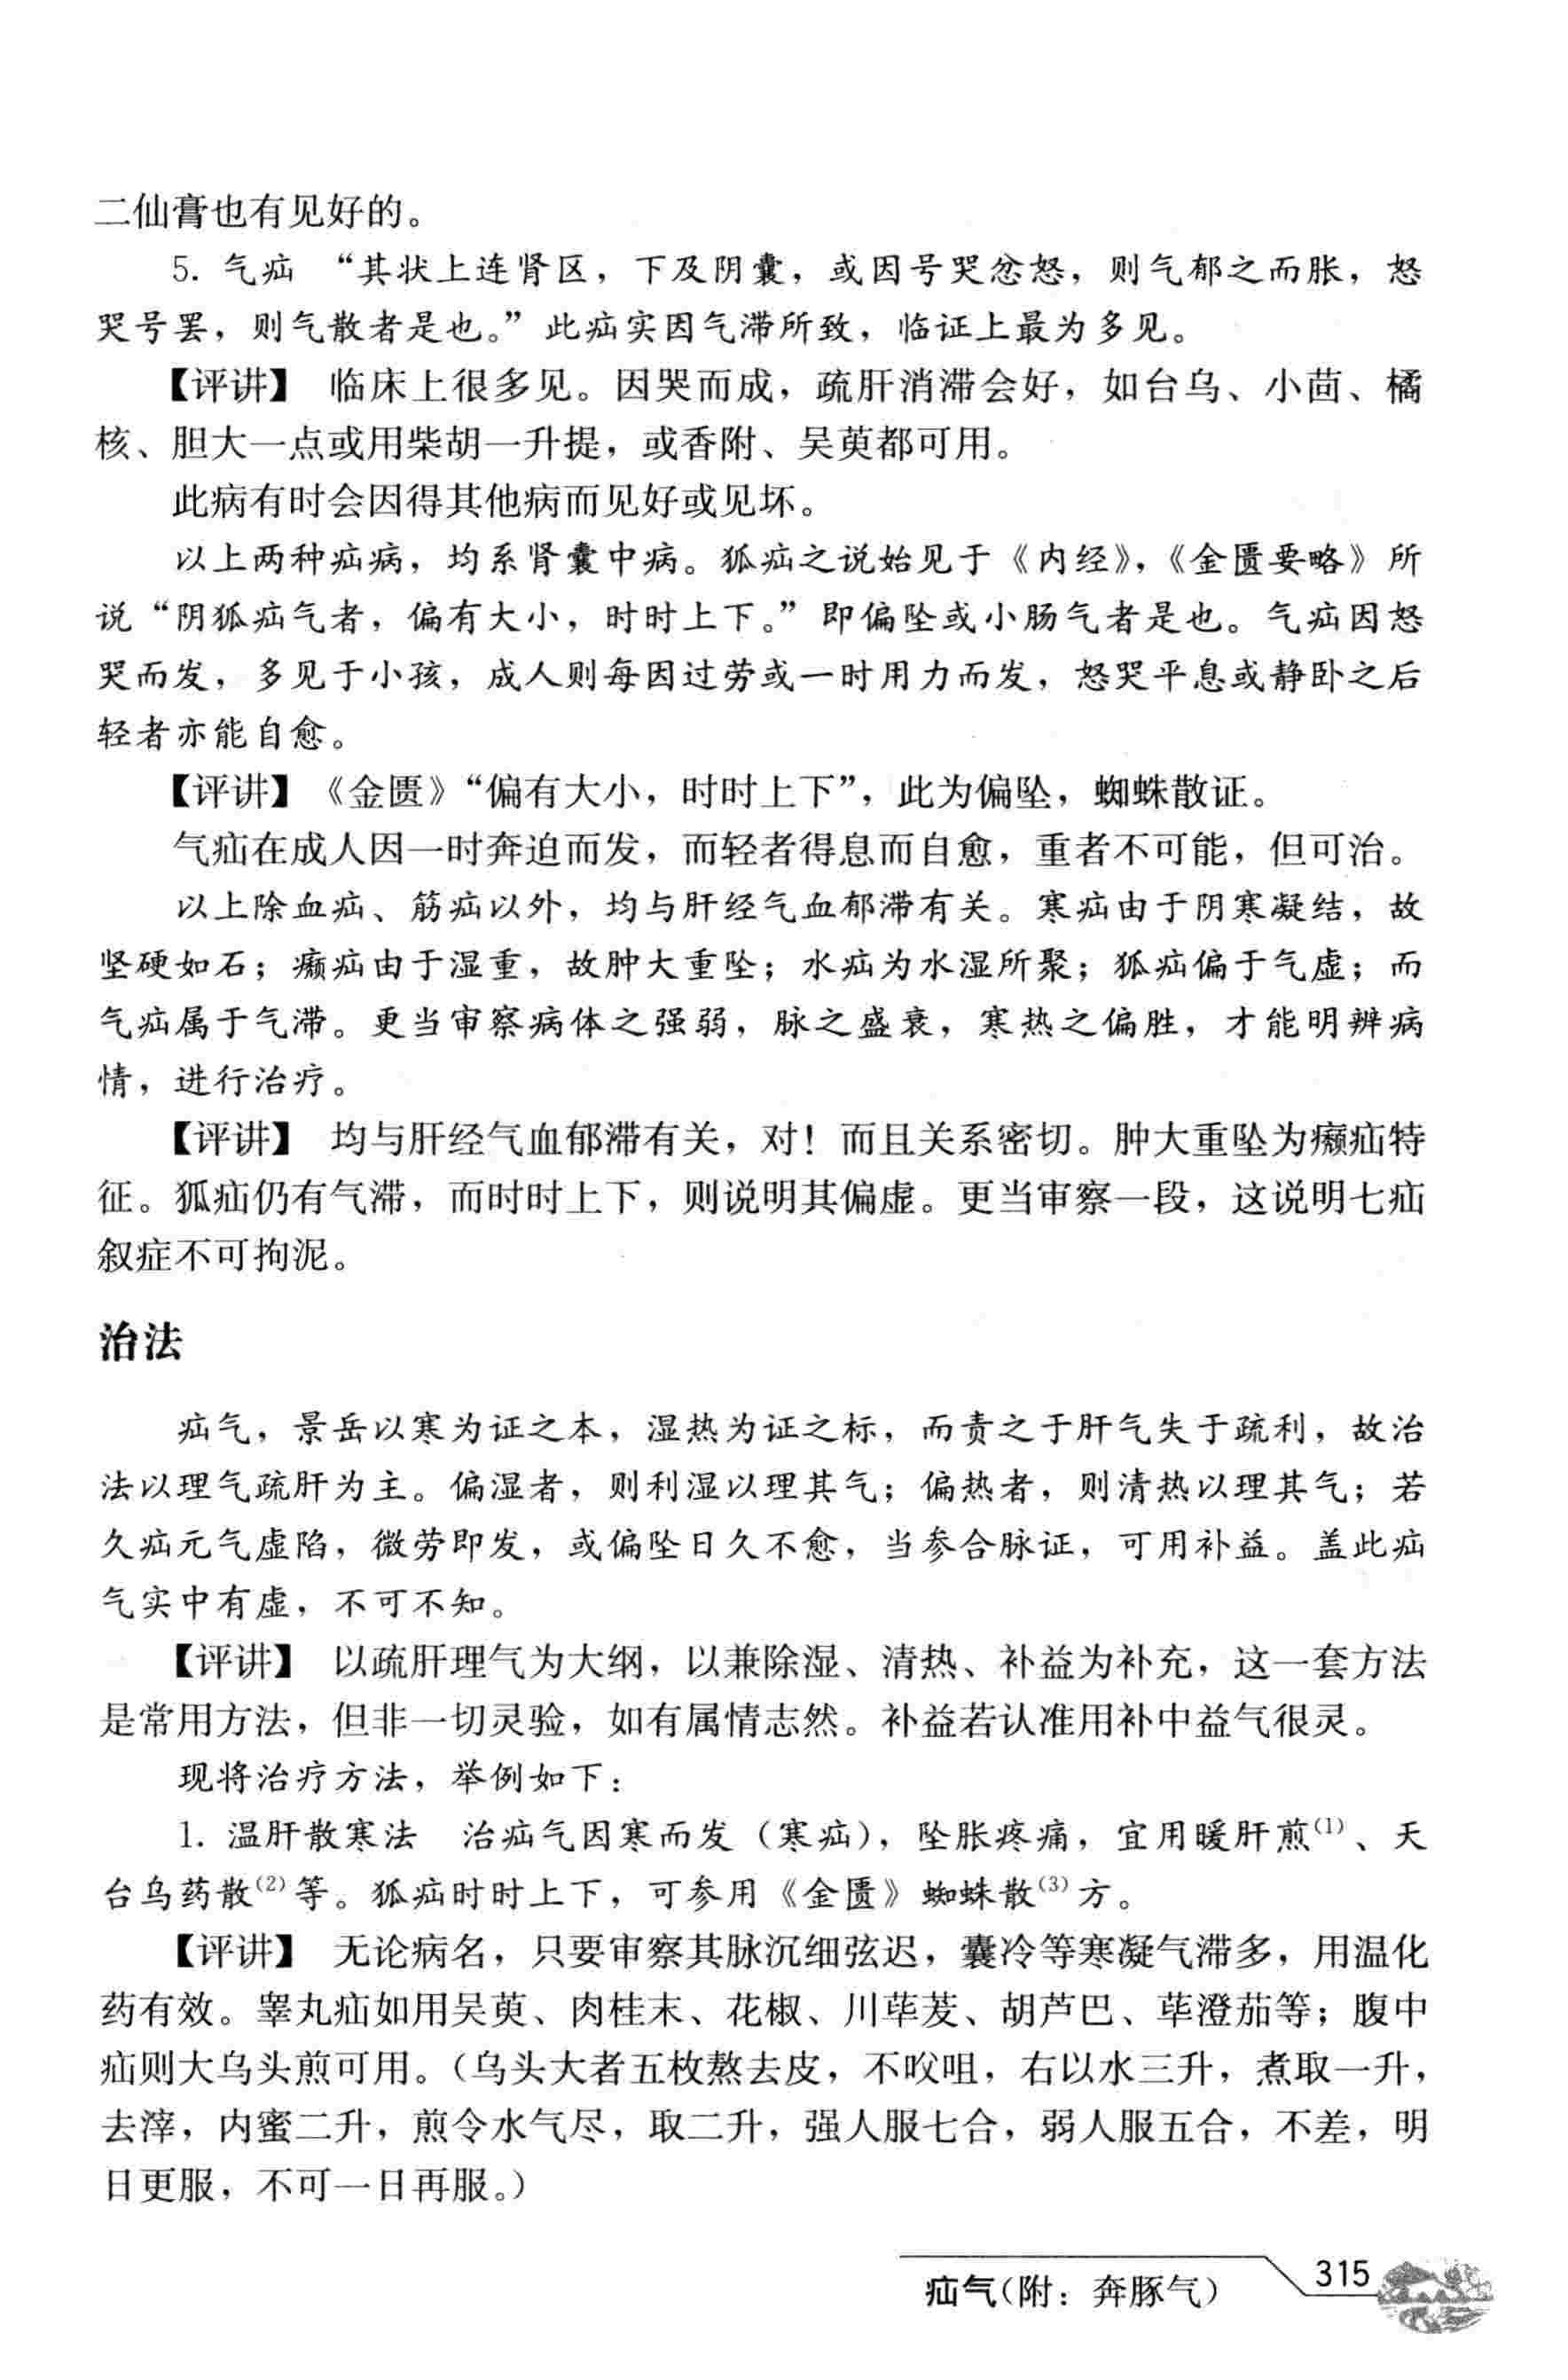 二仙膏也有见好的。
5. 气疝 “其状上连肾区，下及阴囊，或因号哭忿怒，则气郁之而胀，怒
哭号罢，则气散者是也。”此疝实因气滞所致，临证上最为多见。
【评讲】 临床上很多见。因哭而成，疏肝消滞会好，如台乌、小茴、橘
核、胆大一点或用柴胡一升提，或香附、吴萸都可用。
此病有时会因得其他病而见好或见坏。
以上两种疝病，均系肾囊中病。狐疝之说始见于《内经》，《金匮要略》所
说“阴狐疝气者，偏有大小，时时上下。”即偏坠或小肠气者是也。气疝因怒
哭而发，多见于小孩，成人则每因过劳或一时用力而发，怒哭平息或静卧之后
轻者亦能自愈。
【评讲】《金匮》“偏有大小，时时上下”，此为偏坠，蜘蛛散证。
气疝在成人因一时奔迫而发，而轻者得息而自愈，重者不可能，但可治。
以上除血疝、筋疝以外，均与肝经气血郁滞有关。寒疝由于阴寒凝结，故
坚硬如石；癞疝由于湿重，故肿大重坠；水疝为水湿所聚；狐疝偏于气虚；而
气疝属于气滞。更当审察病体之强弱，脉之盛衰，寒热之偏胜，才能明辨病
情，进行治疗。
【评讲】 均与肝经气血郁滞有关，对！而且关系密切。肿大重坠为癞疝特
征。狐疝仍有气滞，而时时上下，则说明其偏虚。更当审察一段，这说明七疝
叙症不可拘泥。
治法
疝气，景岳以寒为证之本，湿热为证之标，而责之于肝气失于疏利，故治
法以理气疏肝为主。偏湿者，则利湿以理其气；偏热者，则清热以理其气；若
久疝元气虚陷，微劳即发，或偏坠日久不愈，当参合脉证，可用补益。盖此疝
气实中有虚，不可不知。
【评讲】 以疏肝理气为大纲，以兼除湿、清热、补益为补充，这一套方法
是常用方法，但非一切灵验，如有属情志然。补益若认准用补中益气很灵。
现将治疗方法，举例如下：
1. 温肝散寒法 治疝气因寒而发（寒疝），坠胀疼痛，宜用暖肝煎⁽¹⁾、天
台乌药散⁽²⁾等。狐疝时时上下，可参用《金匮》蜘蛛散⁽³⁾方。
【评讲】 无论病名，只要审察其脉沉细弦迟，囊冷等寒凝气滞多，用温化
药有效。睾丸疝如用吴萸、肉桂末、花椒、川荜茇、胡芦巴、荜澄茄等；腹中
疝则大乌头煎可用。（乌头大者五枚熬去皮，不㕮咀，右以水三升，煮取一升，
去滓，内蜜二升，煎令水气尽，取二升，强人服七合，弱人服五合，不差，明
日更服，不可一日再服。）
315
疝气（附：奔豚气）